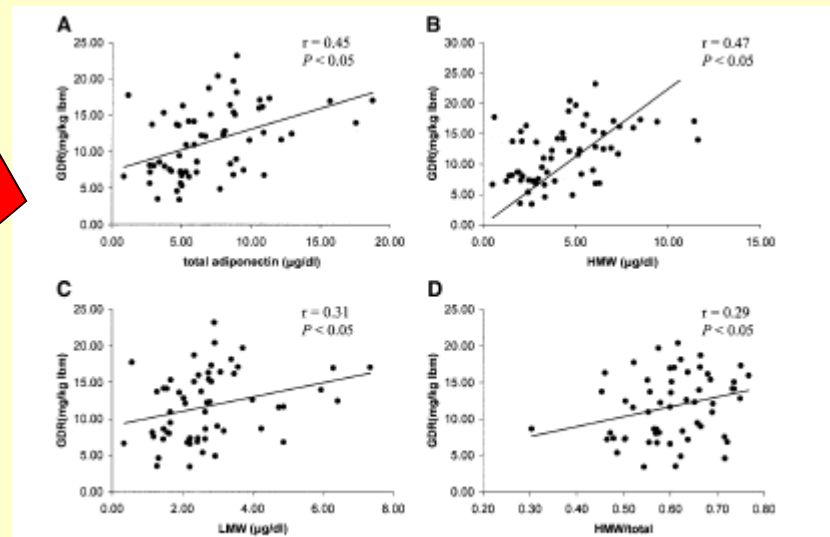 A
r = 0.45
P < 0.05
GDR(mg/kg lbm)
25.00
20.00
15.00
10.00
5.00
0.00
0.00 5.00 10.00 15.00 20.00
total adiponectin (µg/dl)
B
r = 0.47
P < 0.05
GDR(mg/kg lbm)
30.00
25.00
20.00
15.00
10.00
5.00
0.00
0.00 5.00 10.00 15.00
HMW (µg/dl)
C
r = 0.31
P < 0.05
GDR(mg/kg lbm)
25.00
20.00
15.00
10.00
5.00
0.00
0.00 2.00 4.00 6.00 8.00
LMW (µg/dl)
D
r = 0.29
P < 0.05
GDR(mg/kg lbm)
25.00
20.00
15.00
10.00
5.00
0.00
0.20 0.30 0.40 0.50 0.60 0.70 0.80
HMW/total